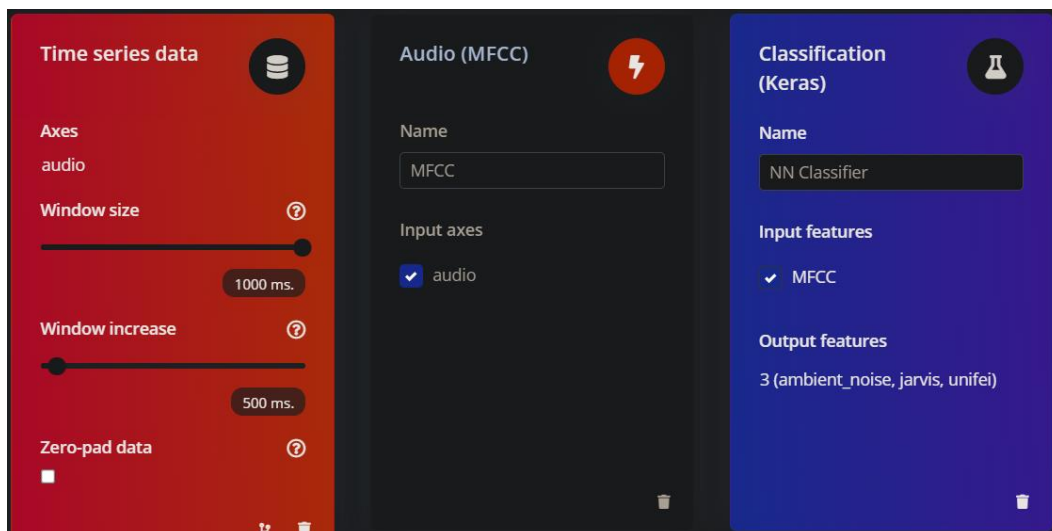 Time series data
Axes
audio
Window size
1000 ms.
Window increase
500 ms.
Zero-pad data
Audio (MFCC)
Name
MFCC
Input axes
audio
Classification
(Keras)
Name
NN Classifier
Input features
MFCC
Output features
3 (ambient_noise, jarvis, unifei)